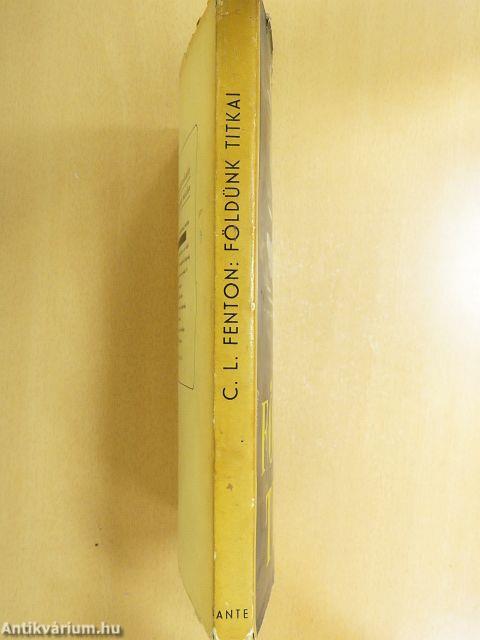 C. L. FENTON: FÖLDÜNK TITKAI
ANTE
Antikvárium.hu